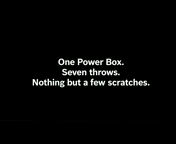 One Power Box.
Seven throws.
Nothing but a few scratches.